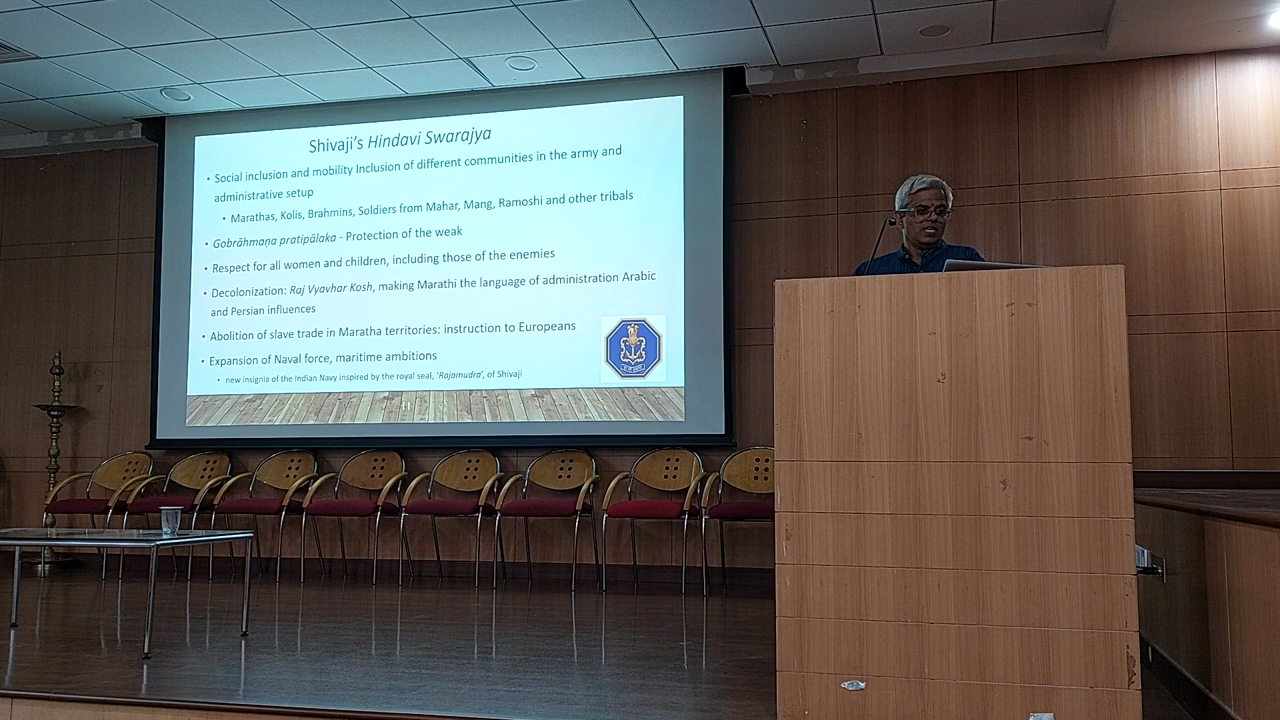 Shivaji's Hindavi Swarajya
• Social inclusion and mobility Inclusion of different communities in the army and
administrative setup
• Marathas, Kolis, Brahmins, Soldiers from Mahar, Mang, Ramoshi and other tribals
• Gobrāhmaṇa pratipālaka - Protection of the weak
• Respect for all women and children, including those of the enemies
• Decolonization: Raj Vyavhar Kosh, making Marathi the language of administration Arabic
and Persian influences
• Abolition of slave trade in Maratha territories: instruction to Europeans
• Expansion of Naval force, maritime ambitions
• new insignia of the Indian Navy inspired by the royal seal, 'Rajamudra', of Shivaji